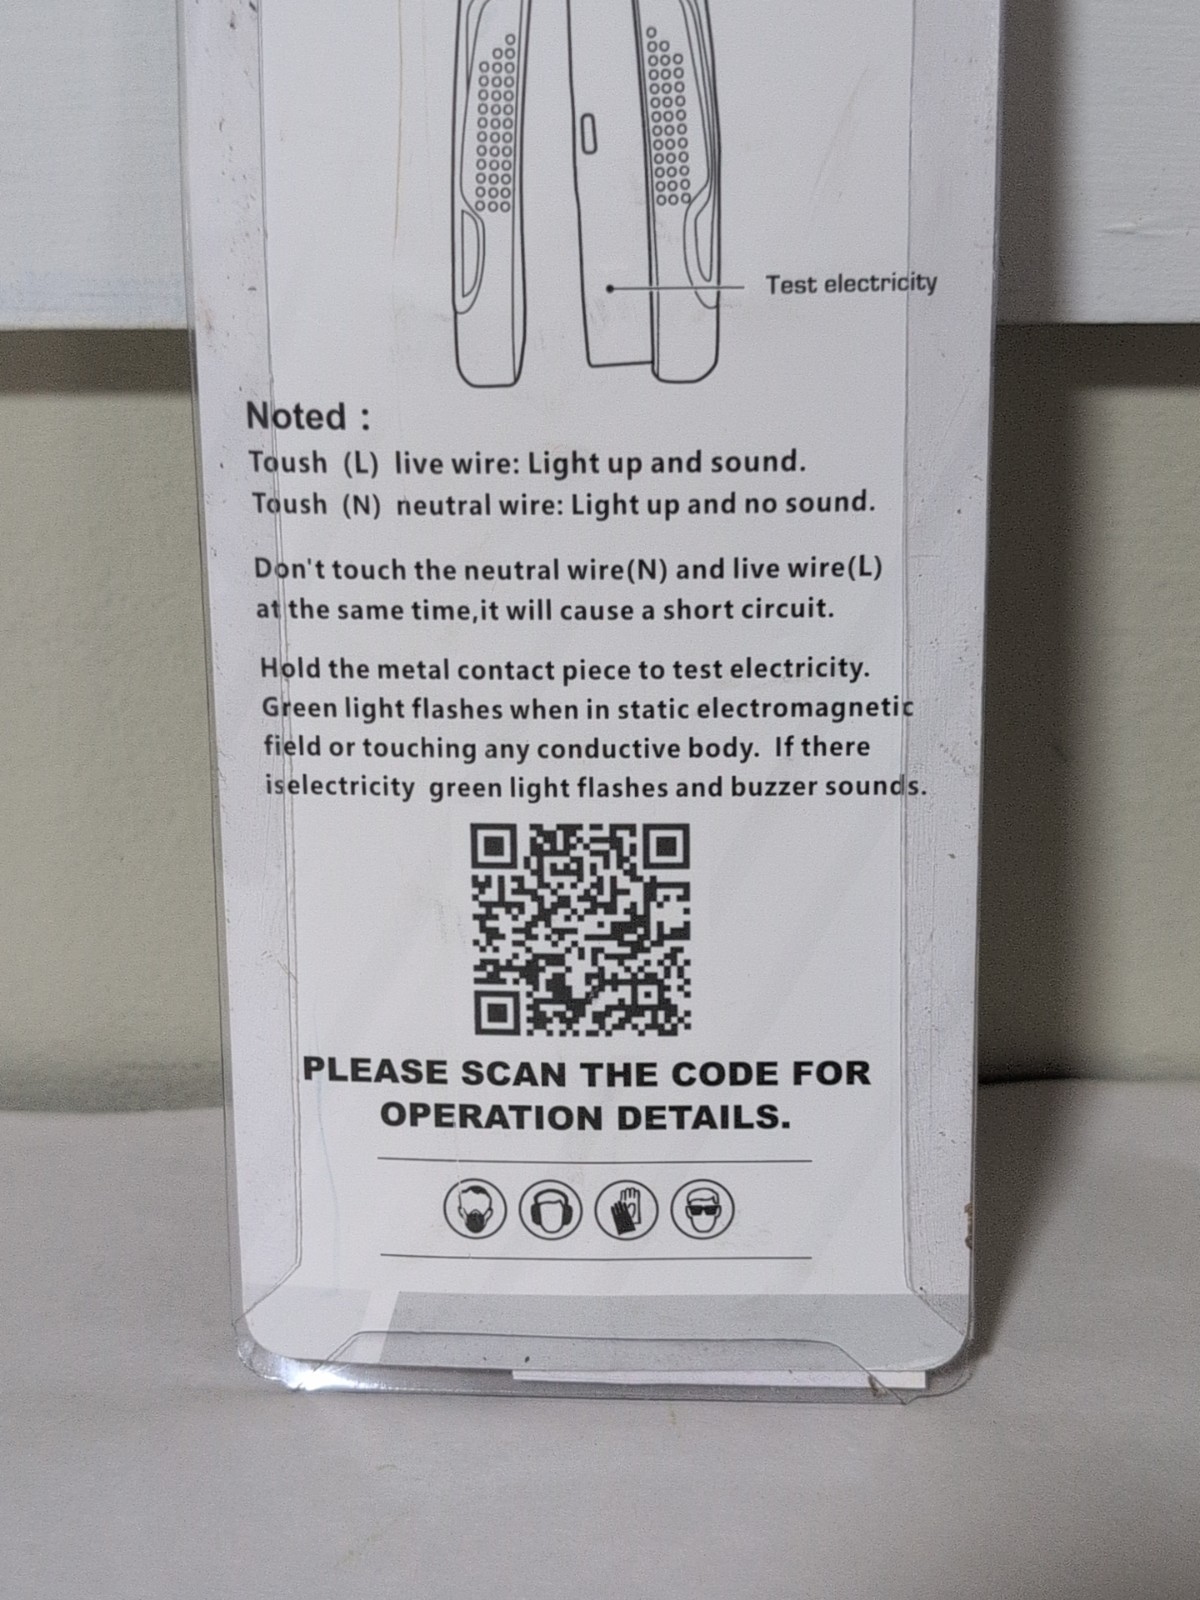 Test electricity
Noted :
Toush (L) live wire: Light up and sound.
Toush (N) neutral wire: Light up and no sound.
Don't touch the neutral wire(N) and live wire(L)
at the same time,it will cause a short circuit.
Hold the metal contact piece to test electricity.
Green light flashes when in static electromagnetic
field or touching any conductive body. If there
iselectricity green light flashes and buzzer sounds.
PLEASE SCAN THE CODE FOR
OPERATION DETAILS.